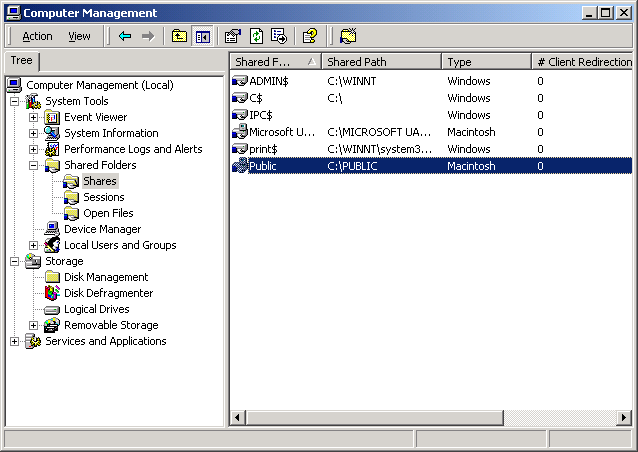 Computer Management
Action View
Tree
Computer Management (Local)
System Tools
Event Viewer
System Information
Performance Logs and Alerts
Shared Folders
Shares
Sessions
Open Files
Device Manager
Local Users and Groups
Storage
Disk Management
Disk Defragmenter
Logical Drives
Removable Storage
Services and Applications
Shared F... Shared Path Type # Client Redirection
ADMIN$ C:\WINNT Windows 0
C$ C:\ Windows 0
IPC$ Windows 0
Microsoft U... C:\MICROSOFT UA... Macintosh 0
print$ C:\WINNT\system3... Windows 0
Public C:\PUBLIC Macintosh 0